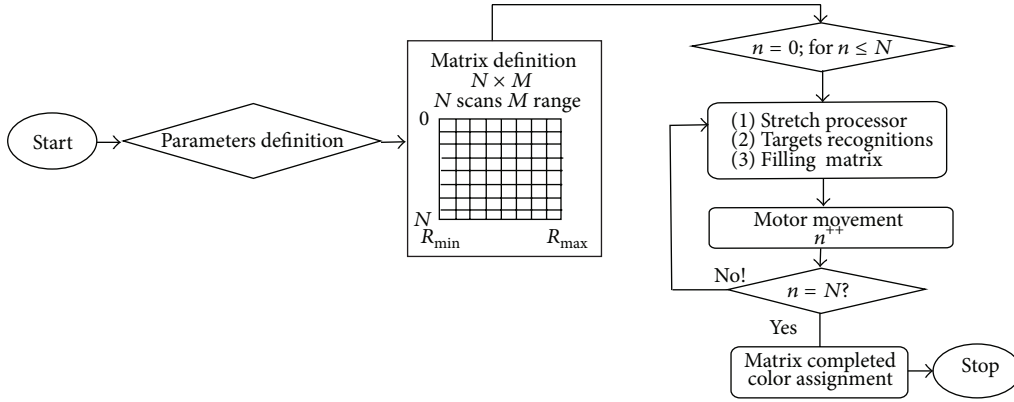 Start
Parameters definition
Matrix definition
N × M
N scans M range
0
N
R_min
R_max
n = 0; for n ≤ N
(1) Stretch processor
(2) Targets recognitions
(3) Filling matrix
Motor movement
n^++
No!
n = N?
Yes
Matrix completed
color assignment
Stop